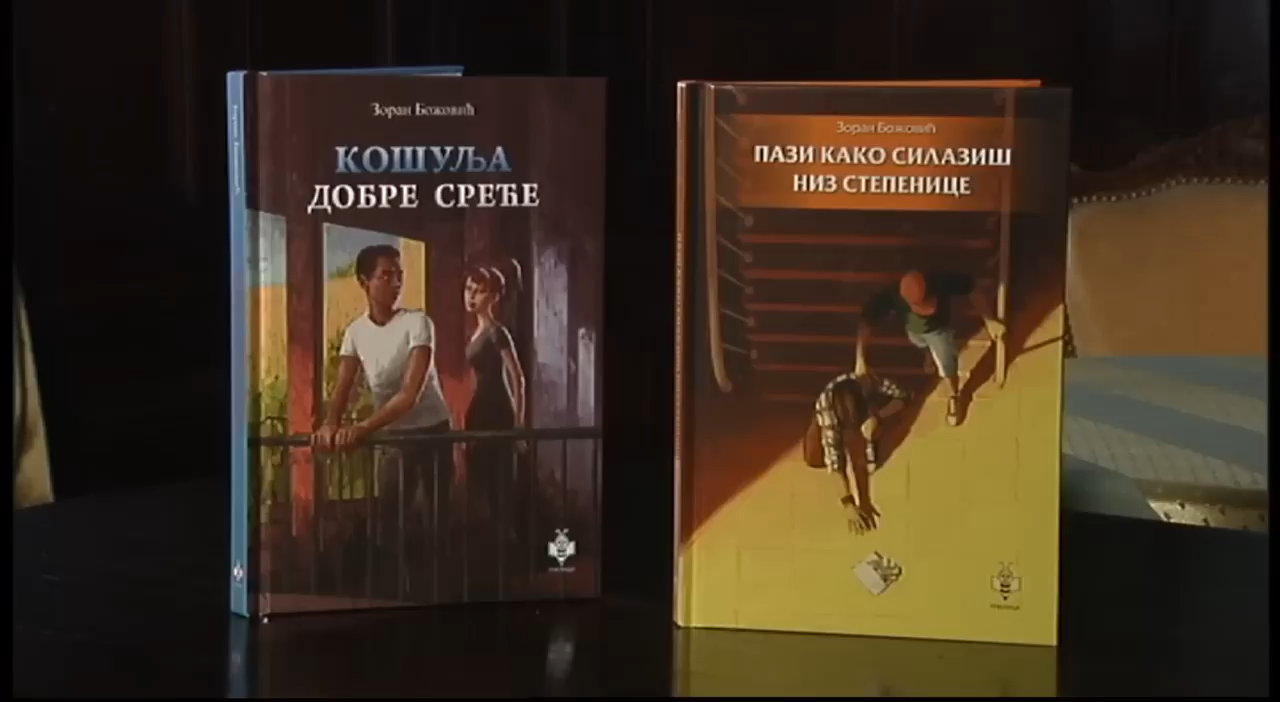 Зоран Божовић
КОШУЉА
ДОБРЕ СРЕЋЕ
Зоран Божовић
ПАЗИ КАКО СИЛАЗИШ
НИЗ СТЕПЕНИЦЕ